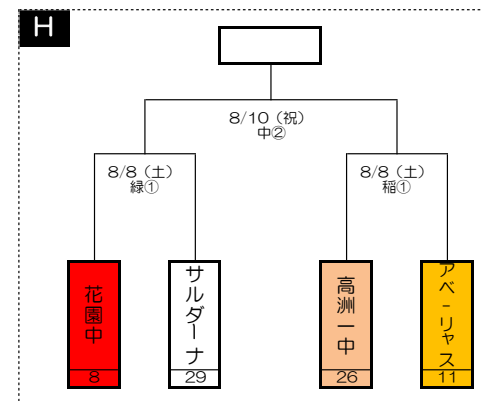 H
8/10（祝）
中②
8/8（土）
緑①
8/8（土）
稲①
花園中
8
サルダーナ
29
高洲一中
26
アベーリャス
11